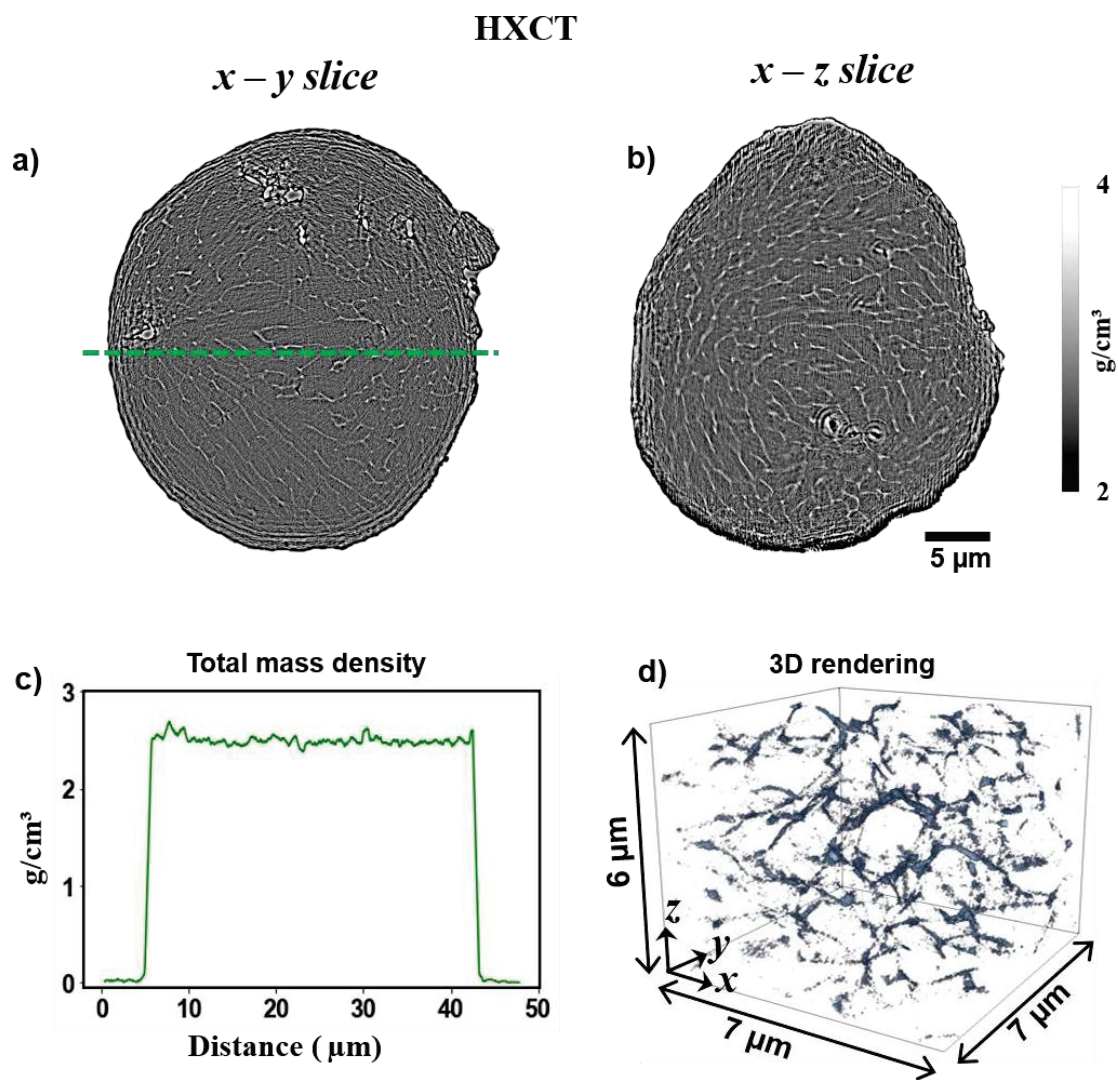 HXCT
x – y slice
x – z slice
a)
b)
4
g/cm³
2
5 µm
c)
Total mass density
3
2
1
0
g/cm³
0 10 20 30 40 50
Distance ( µm)
d)
3D rendering
6 µm
z
y
x
7 µm
7 µm